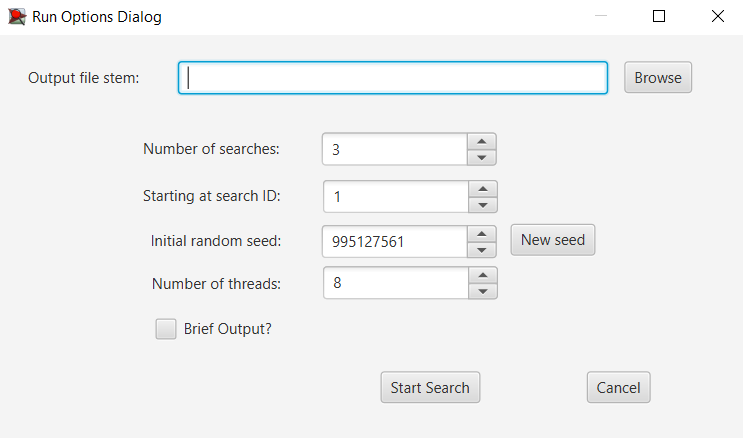 Run Options Dialog
Output file stem: Browse
Number of searches: 3
Starting at search ID: 1
Initial random seed: 995127561 New seed
Number of threads: 8
Brief Output?
Start Search Cancel